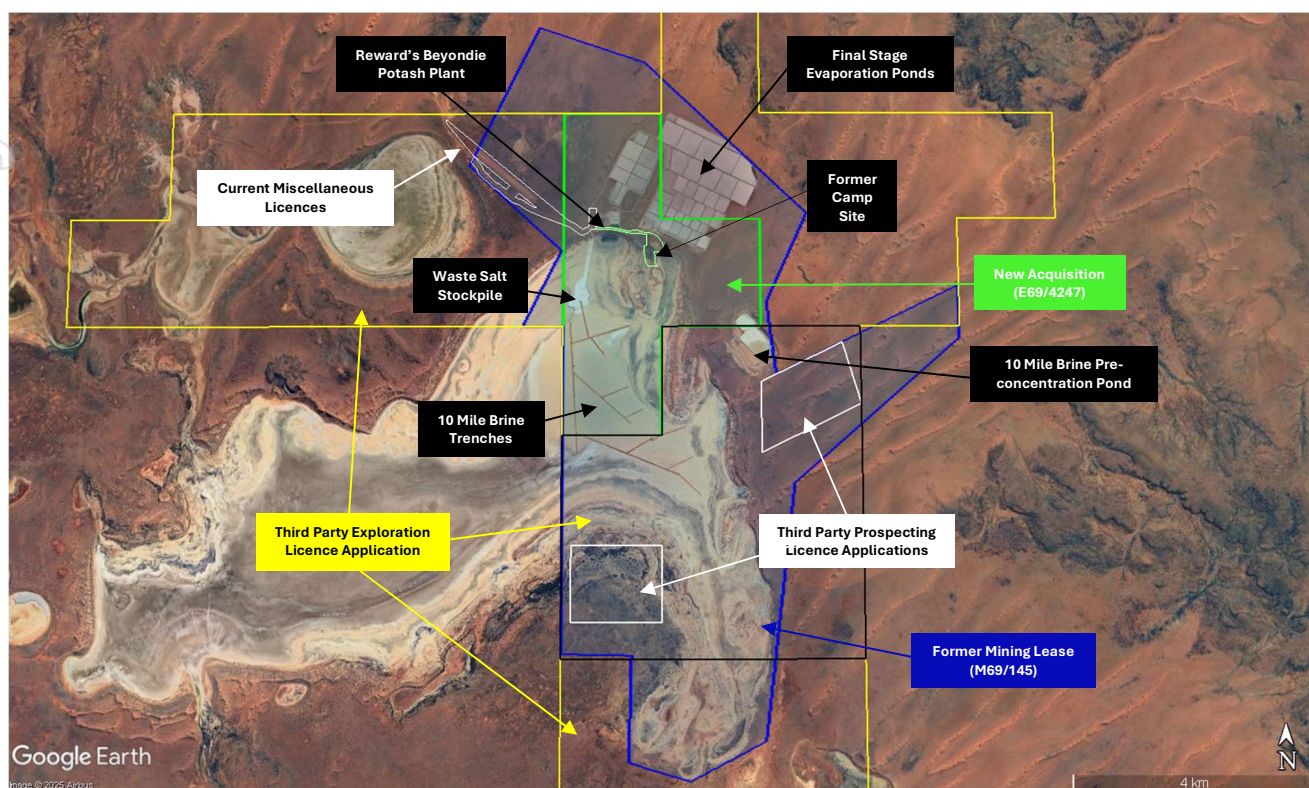 Reward's Beyondie
Potash Plant
Final Stage
Evaporation Ponds
Current Miscellaneous
Licences
Former
Camp
Site
Waste Salt
Stockpile
New Acquisition
(E69/4247)
10 Mile Brine Pre-
concentration Pond
10 Mile Brine
Trenches
Third Party Exploration
Licence Application
Third Party Prospecting
Licence Applications
Former Mining Lease
(M69/145)
Google Earth
Image © 2025 Airbus
N
4 km